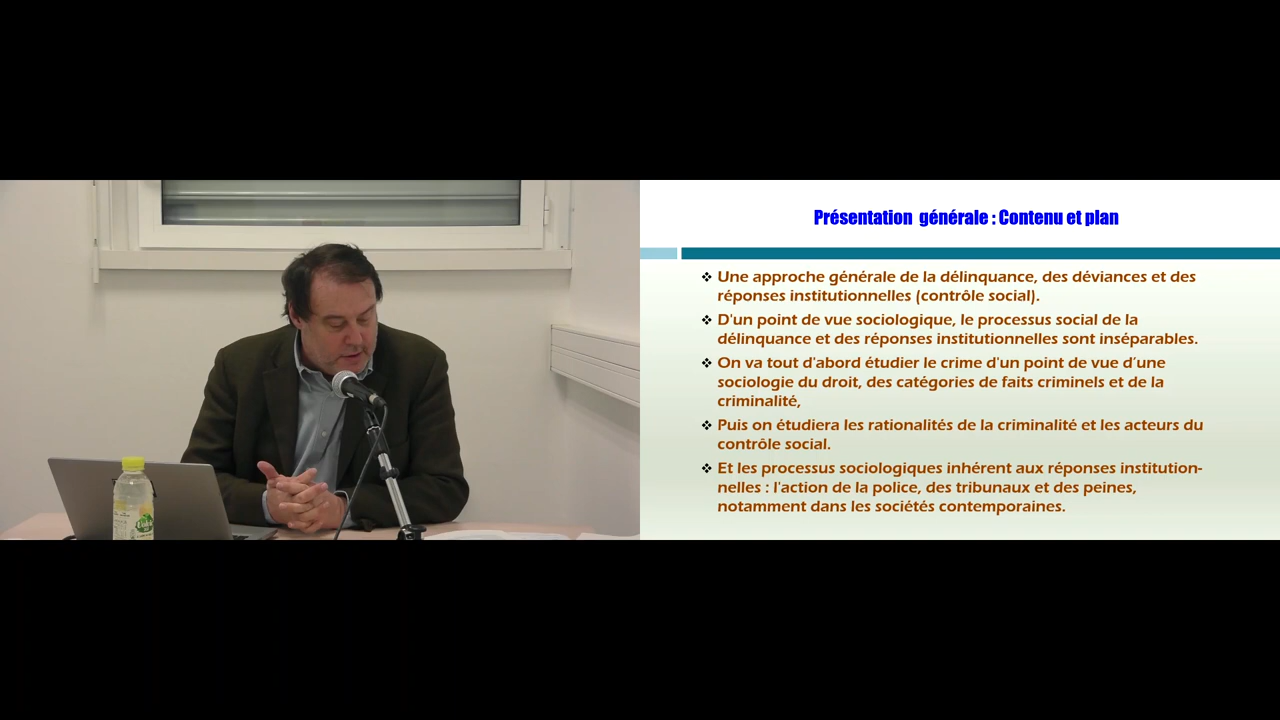 Présentation générale : Contenu et plan
❖ Une approche générale de la délinquance, des déviances et des
réponses institutionnelles (contrôle social).
❖ D'un point de vue sociologique, le processus social de la
délinquance et des réponses institutionnelles sont inséparables.
❖ On va tout d'abord étudier le crime d'un point de vue d'une
sociologie du droit, des catégories de faits criminels et de la
criminalité,
❖ Puis on étudiera les rationalités de la criminalité et les acteurs du
contrôle social.
❖ Et les processus sociologiques inhérent aux réponses institution-
nelles : l'action de la police, des tribunaux et des peines,
notamment dans les sociétés contemporaines.
Volvic